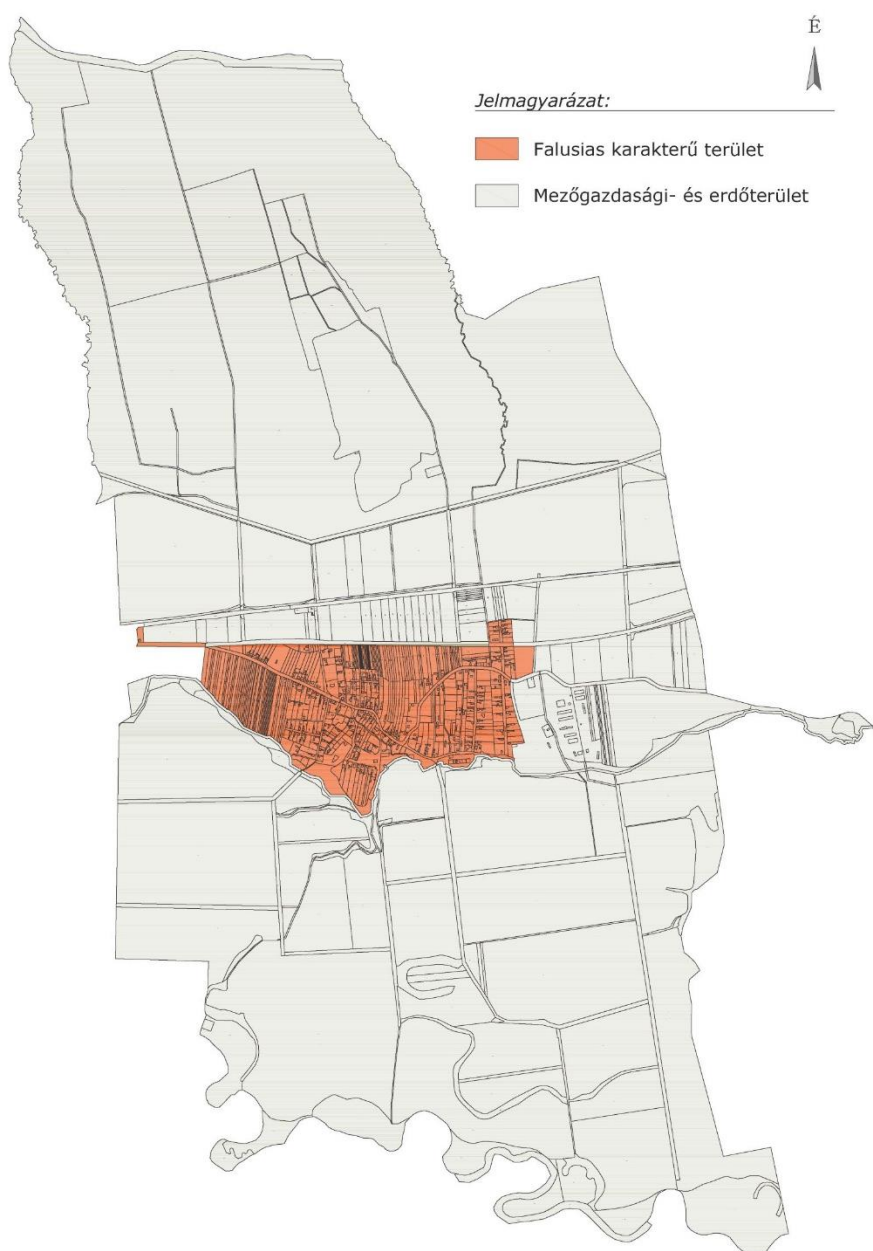 É
Jelmagyarázat:
Falusias karakterű terület
Mezőgazdasági- és erdőterület